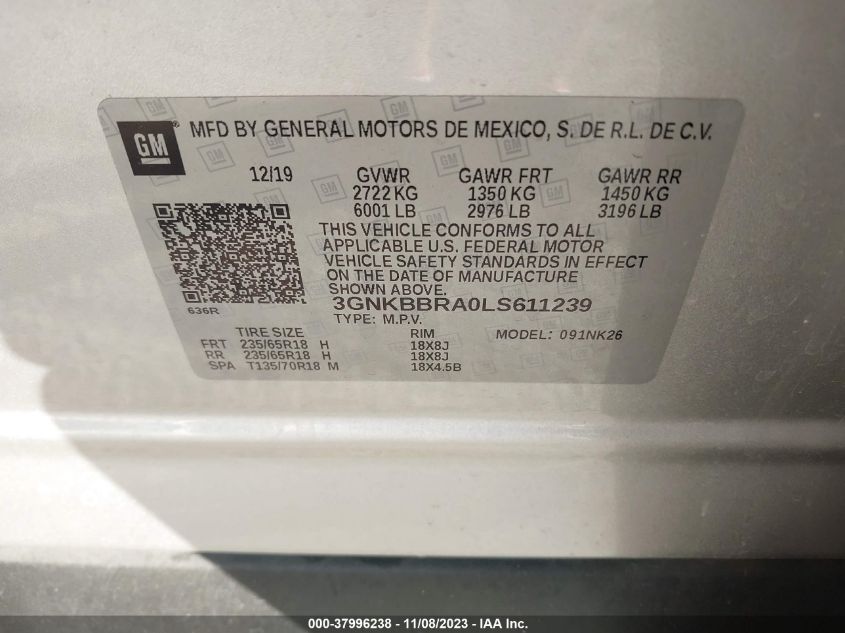 GM® MFD BY GENERAL MOTORS DE MEXICO, S. DE R.L. DE C.V.
12/19 GVWR GAWR FRT GAWR RR
2722 KG 1350 KG 1450 KG
6001 LB 2976 LB 3196 LB
THIS VEHICLE CONFORMS TO ALL
APPLICABLE U.S. FEDERAL MOTOR
VEHICLE SAFETY STANDARDS IN EFFECT
ON THE DATE OF MANUFACTURE
SHOWN ABOVE.
3GNKBBRA0LS611239
636R
TYPE: M.P.V. MODEL: 091NK26
TIRE SIZE RIM
FRT 235/65R18 H 18X8J
RR 235/65R18 H 18X8J
SPA T135/70R18 M 18X4.5B
000-37996238 - 11/08/2023 - IAA Inc.